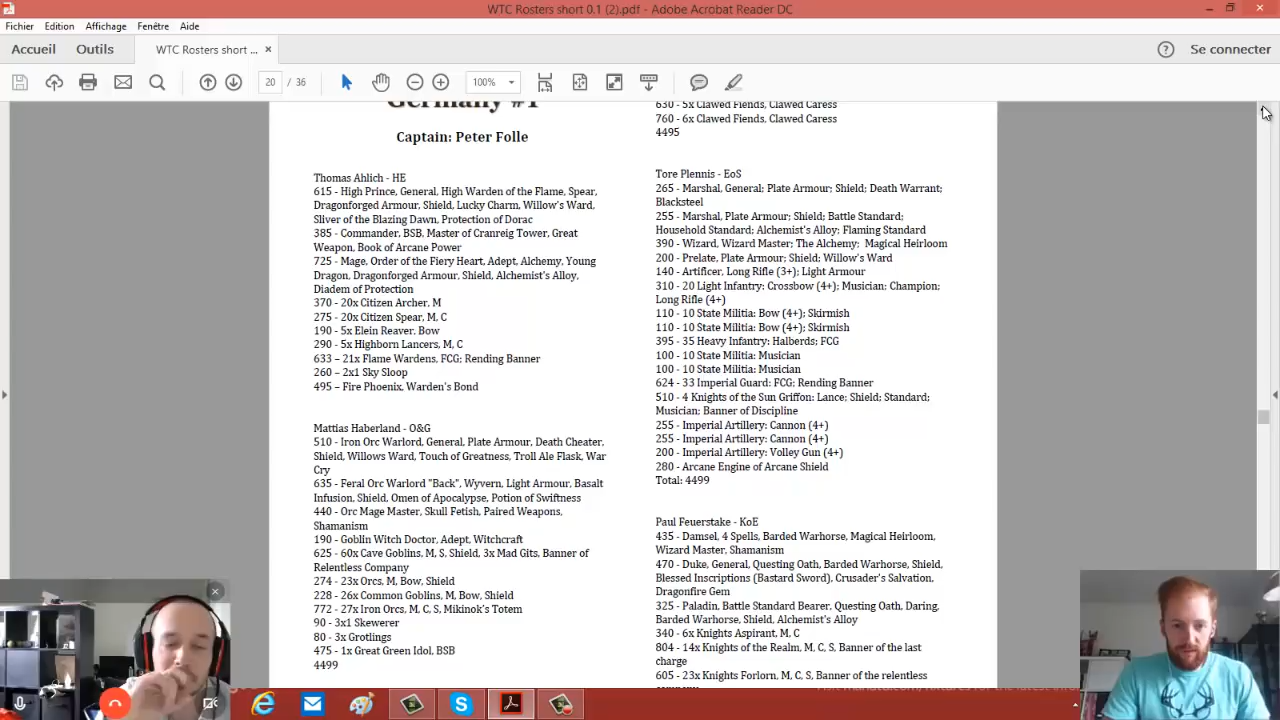 WTC Rosters short 0.1 (2).pdf - Adobe Acrobat Reader DC
Fichier Edition Affichage Fenêtre Aide
Accueil Outils WTC Rosters short ... × Se connecter
20 / 36 100%
Germany #1
Captain: Peter Folle
Thomas Ahlich - HE
615 - High Prince, General, High Warden of the Flame, Spear,
Dragonforged Armour, Shield, Lucky Charm, Willow's Ward,
Sliver of the Blazing Dawn, Protection of Dorac
385 - Commander, BSB, Master of Cranreig Tower, Great
Weapon, Book of Arcane Power
725 - Mage, Order of the Fiery Heart, Adept, Alchemy, Young
Dragon, Dragonforged Armour, Shield, Alchemist's Alloy,
Diadem of Protection
370 - 20x Citizen Archer, M
275 - 20x Citizen Spear, M, C
190 - 5x Elein Reaver, Bow
290 - 5x Highborn Lancers, M, C
633 – 21x Flame Wardens, FCG; Rending Banner
260 – 2x1 Sky Sloop
495 – Fire Phoenix, Warden's Bond
Mattias Haberland - O&G
510 - Iron Orc Warlord, General, Plate Armour, Death Cheater,
Shield, Willows Ward, Touch of Greatness, Troll Ale Flask, War
Cry
635 - Feral Orc Warlord "Back", Wyvern, Light Armour, Basalt
Infusion, Shield, Omen of Apocalypse, Potion of Swiftness
440 - Orc Mage Master, Skull Fetish, Paired Weapons,
Shamanism
190 - Goblin Witch Doctor, Adept, Witchcraft
625 - 60x Cave Goblins, M, S, Shield, 3x Mad Gits, Banner of
Relentless Company
274 - 23x Orcs, M, Bow, Shield
228 - 26x Common Goblins, M, Bow, Shield
772 - 27x Iron Orcs, M, C, S, Mikinok's Totem
90 - 3x1 Skewerer
80 - 3x Grotlings
475 - 1x Great Green Idol, BSB
4499
630 - 5x Clawed Fiends, Clawed Caress
760 - 6x Clawed Fiends, Clawed Caress
4495
Tore Plennis - EoS
265 - Marshal, General; Plate Armour; Shield; Death Warrant;
Blacksteel
255 - Marshal, Plate Armour; Shield; Battle Standard;
Household Standard; Alchemist's Alloy; Flaming Standard
390 - Wizard, Wizard Master; The Alchemy; Magical Heirloom
200 - Prelate, Plate Armour; Shield; Willow's Ward
140 - Artificer, Long Rifle (3+); Light Armour
310 - 20 Light Infantry: Crossbow (4+); Musician; Champion;
Long Rifle (4+)
110 - 10 State Militia: Bow (4+); Skirmish
110 - 10 State Militia: Bow (4+); Skirmish
395 - 35 Heavy Infantry: Halberds; FCG
100 - 10 State Militia: Musician
100 - 10 State Militia: Musician
624 - 33 Imperial Guard: FCG; Rending Banner
510 - 4 Knights of the Sun Griffon: Lance; Shield; Standard;
Musician; Banner of Discipline
255 - Imperial Artillery: Cannon (4+)
255 - Imperial Artillery: Cannon (4+)
200 - Imperial Artillery: Volley Gun (4+)
280 - Arcane Engine of Arcane Shield
Total: 4499
Paul Feuerstake - KoE
435 - Damsel, 4 Spells, Barded Warhorse, Magical Heirloom,
Wizard Master, Shamanism
470 - Duke, General, Questing Oath, Barded Warhorse, Shield,
Blessed Inscriptions (Bastard Sword), Crusader's Salvation,
Dragonfire Gem
325 - Paladin, Battle Standard Bearer, Questing Oath, Daring,
Barded Warhorse, Shield, Alchemist's Alloy
340 - 6x Knights Aspirant, M, C
804 - 14x Knights of the Realm, M, C, S, Banner of the last
charge
605 - 23x Knights Forlorn, M, C, S, Banner of the relentless